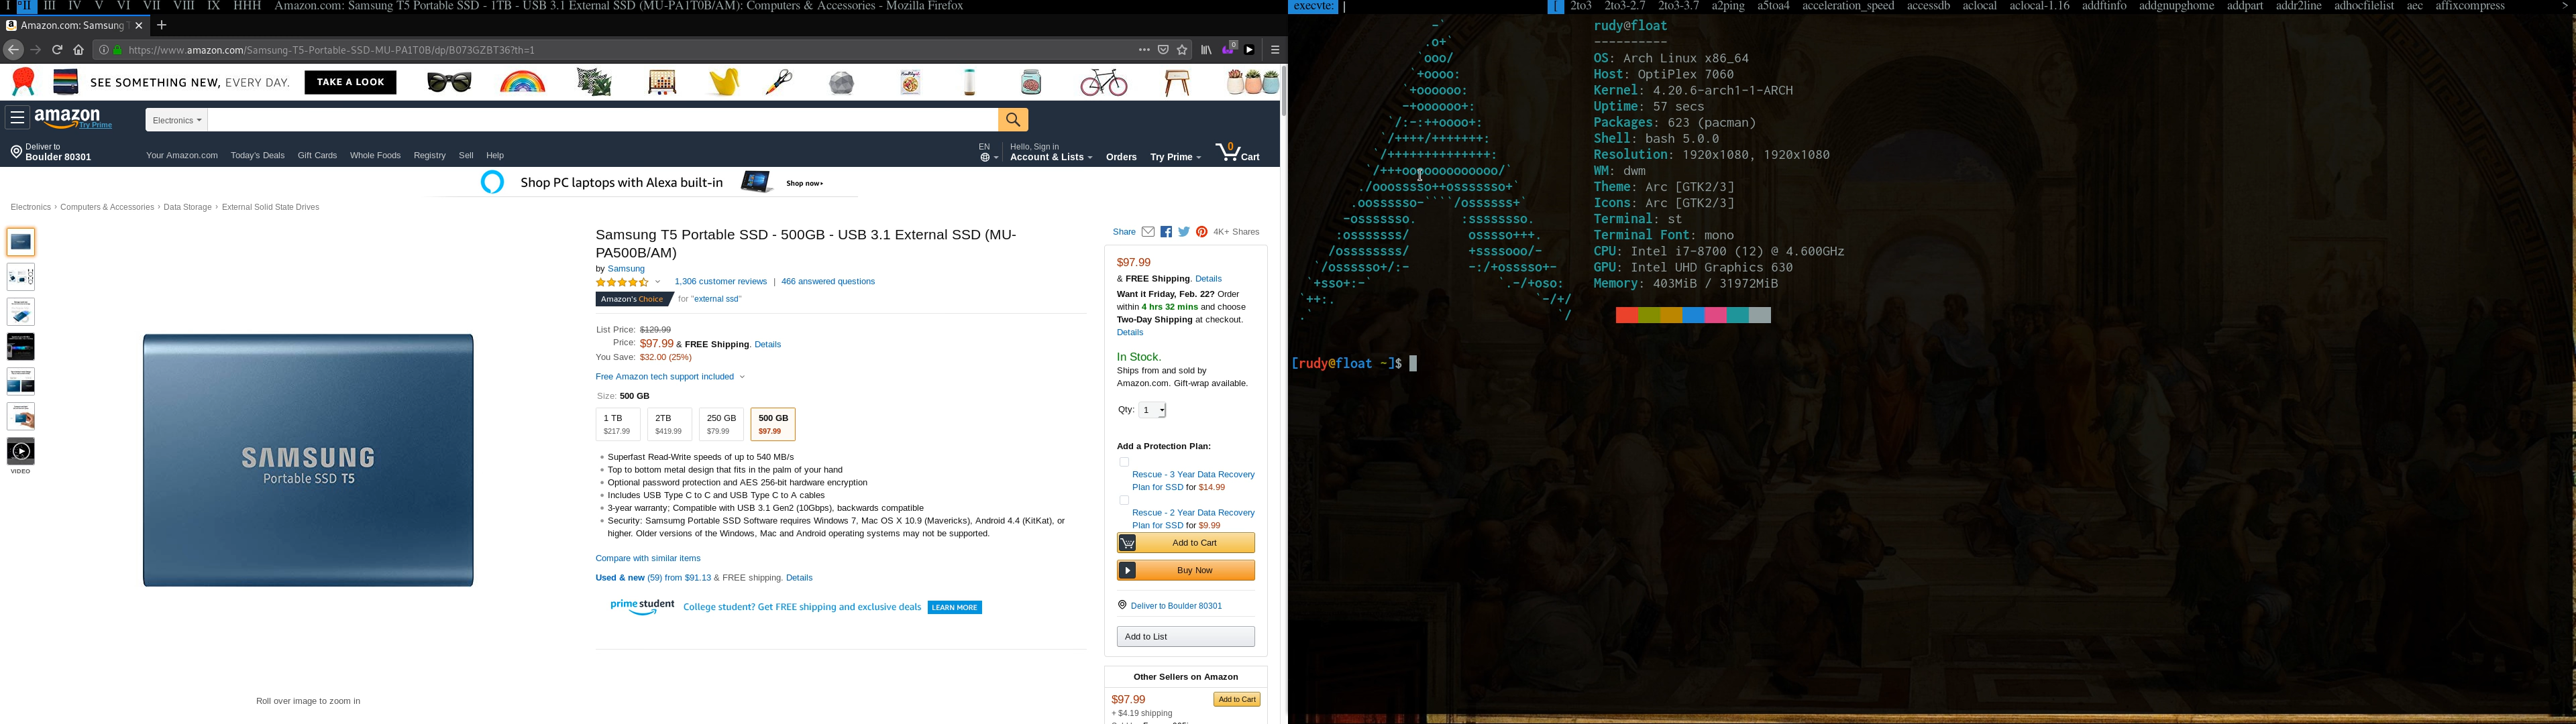 I II III IV V VI VII VIII IX HHH Amazon.com: Samsung T5 Portable SSD - 1TB - USB 3.1 External SSD (MU-PA1T0B/AM): Computers & Accessories - Mozilla Firefox
Amazon.com: Samsung T
https://www.amazon.com/Samsung-T5-Portable-SSD-MU-PA1T0B/dp/B073GZBT36?th=1
0
SEE SOMETHING NEW, EVERY DAY. TAKE A LOOK
amazon
Try Prime
Electronics
Deliver to
Boulder 80301
Your Amazon.com Today's Deals Gift Cards Whole Foods Registry Sell Help
EN
Hello, Sign in
Account & Lists Orders Try Prime 0 Cart
Shop PC laptops with Alexa built-in Shop now▸
Electronics › Computers & Accessories › Data Storage › External Solid State Drives
VIDEO
SAMSUNG
Portable SSD T5
Roll over image to zoom in
Samsung T5 Portable SSD - 500GB - USB 3.1 External SSD (MU-
PA500B/AM)
by Samsung
1,306 customer reviews | 466 answered questions
Amazon's Choice for "external ssd"
List Price: $129.99
Price: $97.99 & FREE Shipping. Details
You Save: $32.00 (25%)
Free Amazon tech support included
Size: 500 GB
1 TB 2TB 250 GB 500 GB
$217.99 $419.99 $79.99 $97.99
Superfast Read-Write speeds of up to 540 MB/s
Top to bottom metal design that fits in the palm of your hand
Optional password protection and AES 256-bit hardware encryption
Includes USB Type C to C and USB Type C to A cables
3-year warranty; Compatible with USB 3.1 Gen2 (10Gbps), backwards compatible
Security: Samsumg Portable SSD Software requires Windows 7, Mac OS X 10.9 (Mavericks), Android 4.4 (KitKat), or
higher. Older versions of the Windows, Mac and Android operating systems may not be supported.
Compare with similar items
Used & new (59) from $91.13 & FREE shipping. Details
prime student College student? Get FREE shipping and exclusive deals LEARN MORE
Share 4K+ Shares
$97.99
& FREE Shipping. Details
Want it Friday, Feb. 22? Order
within 4 hrs 32 mins and choose
Two-Day Shipping at checkout.
Details
In Stock.
Ships from and sold by
Amazon.com. Gift-wrap available.
Qty: 1
Add a Protection Plan:
Rescue - 3 Year Data Recovery
Plan for SSD for $14.99
Rescue - 2 Year Data Recovery
Plan for SSD for $9.99
Add to Cart
Buy Now
Deliver to Boulder 80301
Add to List
Other Sellers on Amazon
$97.99 Add to Cart
+ $4.19 shipping
execvte: [ 2to3 2to3-2.7 2to3-3.7 a2ping a5toa4 acceleration_speed accessdb aclocal aclocal-1.16 addftinfo addgnupghome addpart addr2line adhocfilelist aec affixcompress >
-`
.o+`
`ooo/
`+oooo:
`+oooooo:
-+oooooo+:
`/:-:++oooo+:
`/++++/+++++++:
`/++++++++++++++:
`/+++ooooooooooooo/`
./ooosssso++osssssso+`
.oossssso-````/ossssss+`
-osssssso. :ssssssso.
:osssssss/ osssso+++.
/ossssssss/ +ssssooo/-
`/ossssso+/:- -:/+osssso+-
`+sso+:-` `.-/+oso:
`++:. `-/+/
.` `/
rudy@float
----------
OS: Arch Linux x86_64
Host: OptiPlex 7060
Kernel: 4.20.6-arch1-1-ARCH
Uptime: 57 secs
Packages: 623 (pacman)
Shell: bash 5.0.0
Resolution: 1920x1080, 1920x1080
WM: dwm
Theme: Arc [GTK2/3]
Icons: Arc [GTK2/3]
Terminal: st
Terminal Font: mono
CPU: Intel i7-8700 (12) @ 4.600GHz
GPU: Intel UHD Graphics 630
Memory: 403MiB / 31972MiB
[rudy@float ~]$